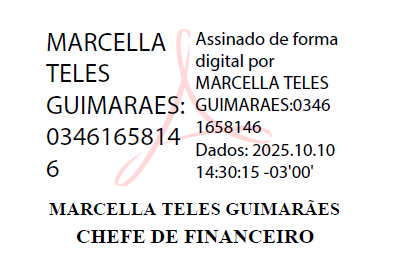 MARCELLA
TELES
GUIMARAES:
0346165814
6
Assinado de forma
digital por
MARCELLA TELES
GUIMARAES:0346
1658146
Dados: 2025.10.10
14:30:15 -03'00'
MARCELLA TELES GUIMARÃES
CHEFE DE FINANCEIRO